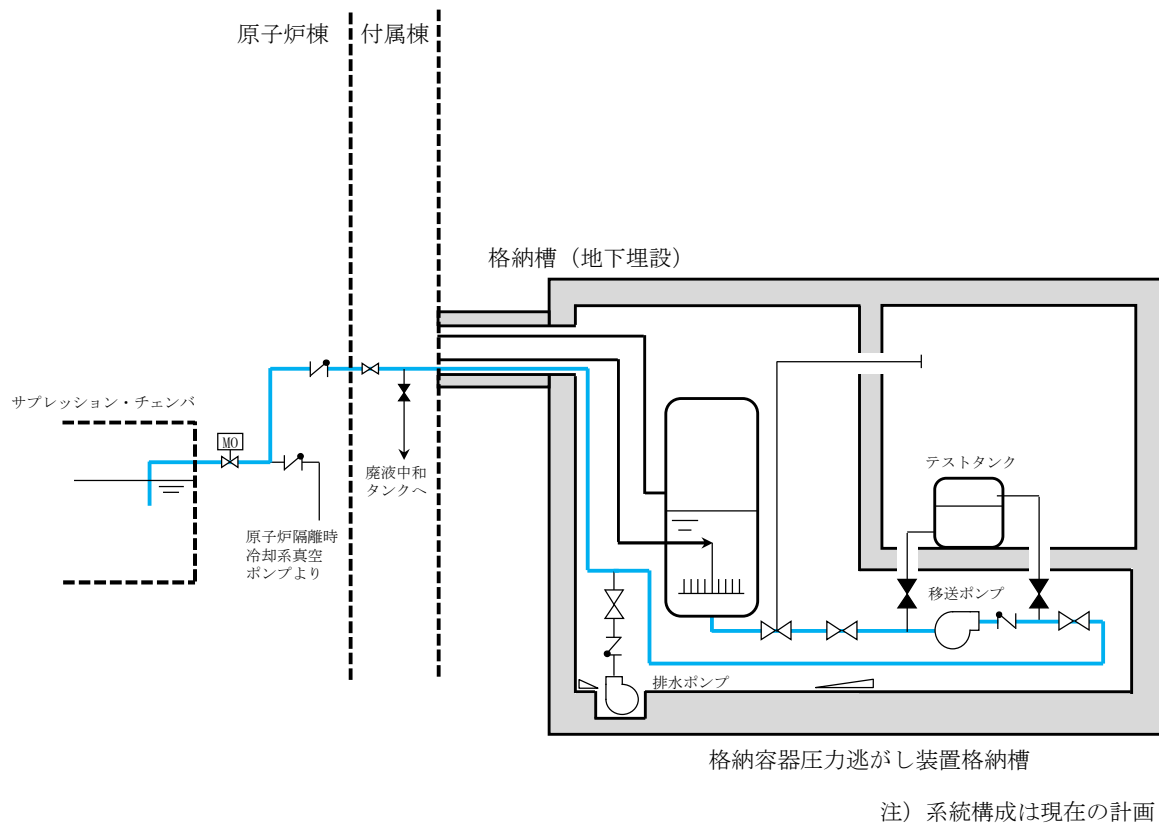 原子炉棟
付属棟
格納槽（地下埋設）
サプレッション・チェンバ
MO
廃液中和
タンクへ
原子炉隔離時
冷却系真空
ポンプより
テストタンク
移送ポンプ
排水ポンプ
格納容器圧力逃がし装置格納槽
注）系統構成は現在の計画